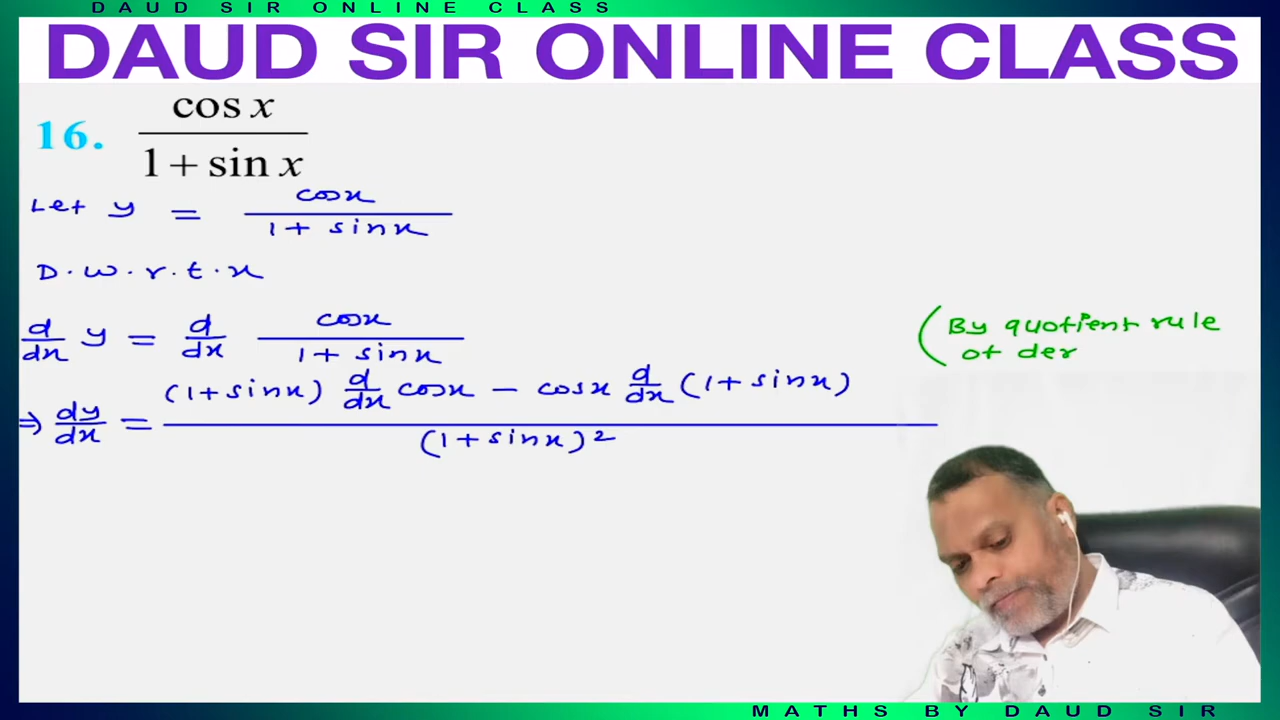 DAUD SIR ONLINE CLASS
DAUD SIR ONLINE CLASS
16. cos x / 1 + sin x
Let y = cosx / 1 + sinx
D.w.r.t.x
d/dx y = d/dx cosx / 1 + sinx
(By quotient rule
of der
⇒ dy/dx = (1+sinx) d/dx cosx − cosx d/dx (1+sinx) / (1+sinx)²
MATHS BY DAUD SIR